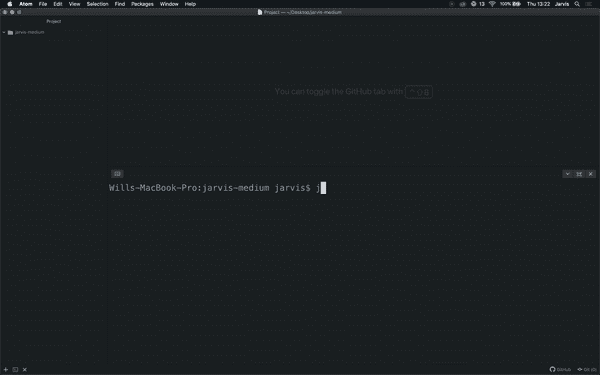 Atom File Edit View Selection Find Packages Window Help 13 100% Thu 13:22 Jarvis
Project — ~/Desktop/jarvis-medium
Project
jarvis-medium
You can toggle the GitHub tab with
Wills-MacBook-Pro:jarvis-medium jarvis$ j
GitHub Git (0)